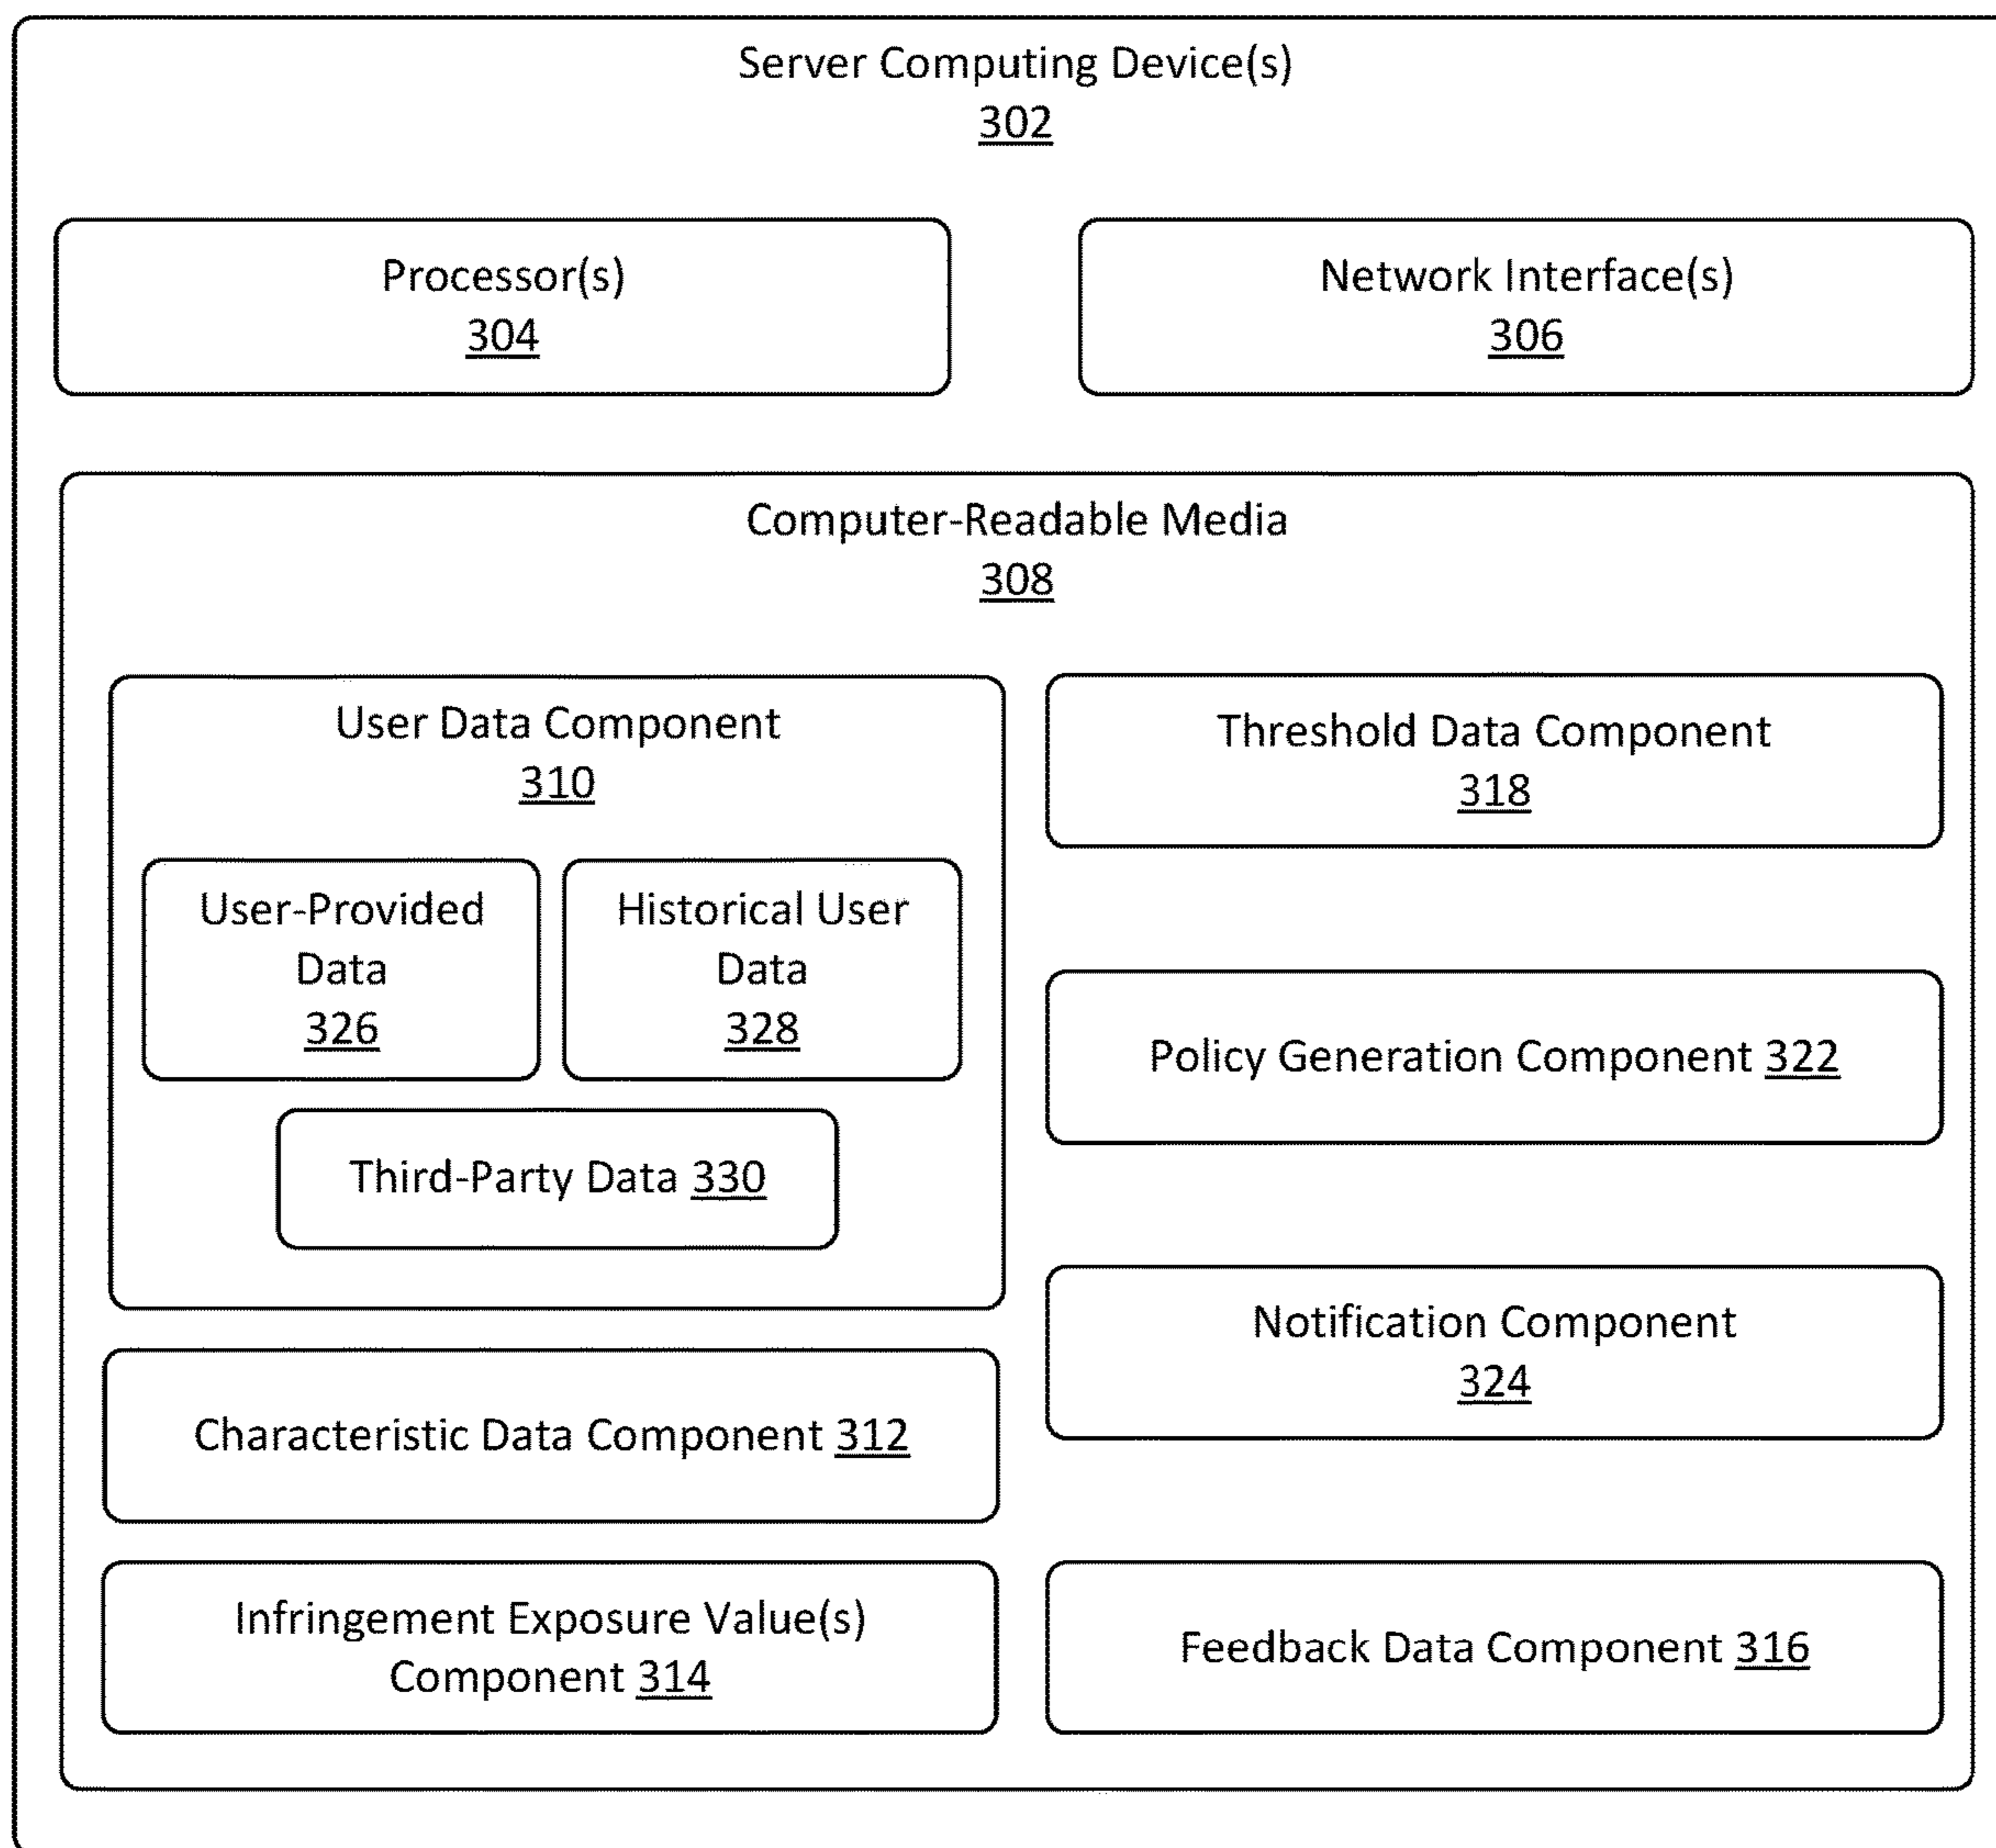 Server Computing Device(s)
302
Processor(s)
304
Network Interface(s)
306
Computer-Readable Media
308
User Data Component
310
User-Provided
Data
326
Historical User
Data
328
Third-Party Data 330
Characteristic Data Component 312
Infringement Exposure Value(s)
Component 314
Threshold Data Component
318
Policy Generation Component 322
Notification Component
324
Feedback Data Component 316